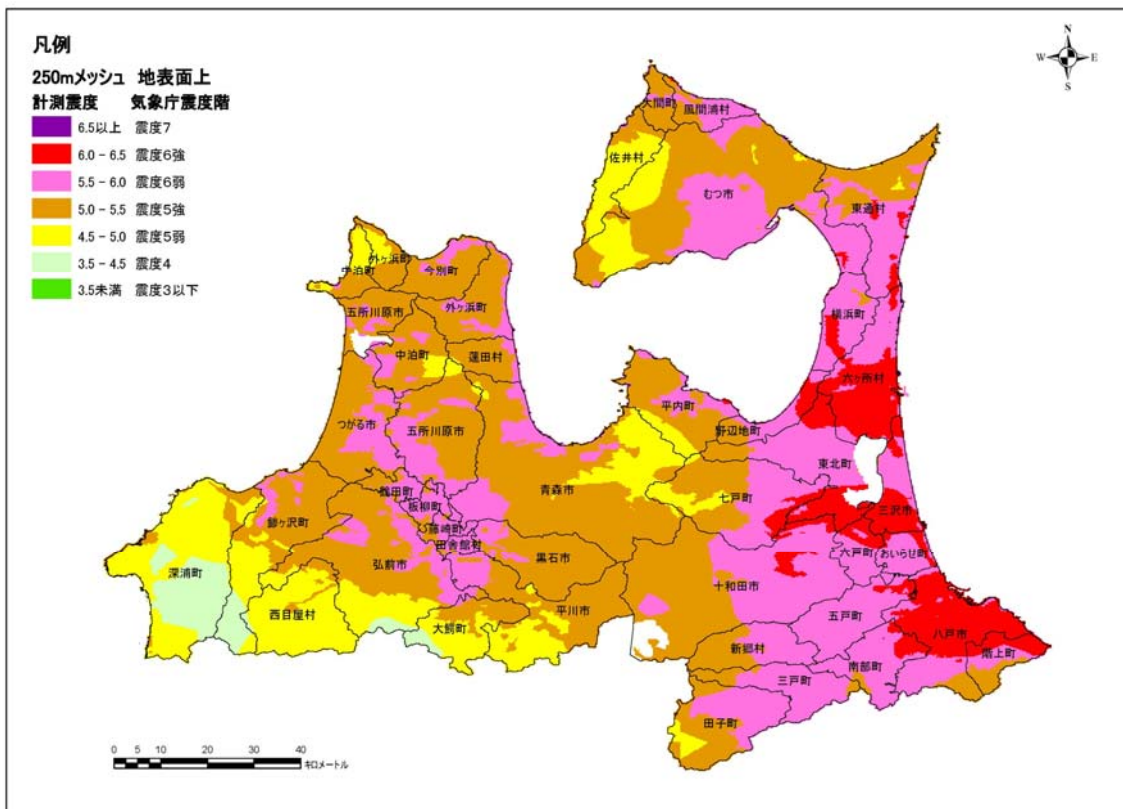 凡例
250mメッシュ 地表面上
計測震度 気象庁震度階
6.5以上 震度7
6.0 - 6.5 震度6強
5.5 - 6.0 震度6弱
5.0 - 5.5 震度5強
4.5 - 5.0 震度5弱
3.5 - 4.5 震度4
3.5未満 震度3以下
N
W E
S
大間町
風間浦村
佐井村
むつ市
東通村
中泊町
外ヶ浜町
今別町
五所川原市
外ヶ浜町
横浜町
中泊町
蓬田村
六ヶ所村
平内町
つがる市
五所川原市
野辺地町
東北町
鶴田町
板柳町
青森市
七戸町
三沢市
鰺ヶ沢町
藤崎町
田舎館村
黒石市
六戸町
おいらせ町
深浦町
弘前市
十和田市
西目屋村
平川市
五戸町
大鰐町
八戸市
新郷村
階上町
南部町
三戸町
田子町
0 5 10 20 30 40
キロメートル